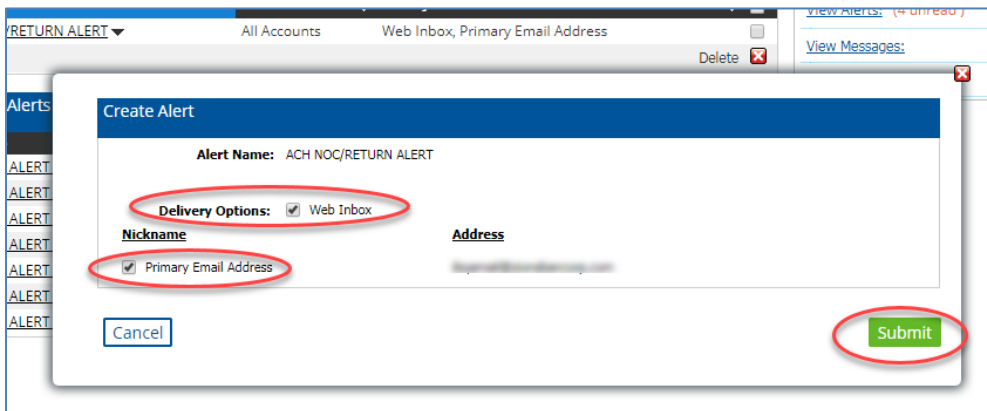 View Alerts: (4 unread )
/RETURN ALERT All Accounts Web Inbox, Primary Email Address
View Messages:
Delete
Alerts
Create Alert
Alert Name: ACH NOC/RETURN ALERT
ALERT
ALERT
Delivery Options: Web Inbox
ALERT
Nickname Address
ALERT
Primary Email Address
ALERT
ALERT
ALERT
Cancel Submit